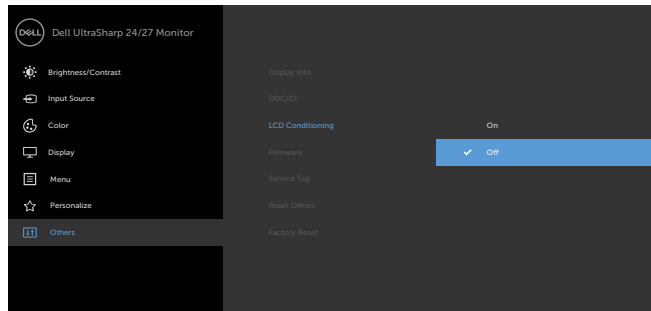 DELL Dell UltraSharp 24/27 Monitor
Brightness/Contrast
Input Source
Color
Display
Menu
Personalize
Others
Display Info
DDC/CI
LCD Conditioning
Firmware
Service Tag
Reset Others
Factory Reset
On
Off